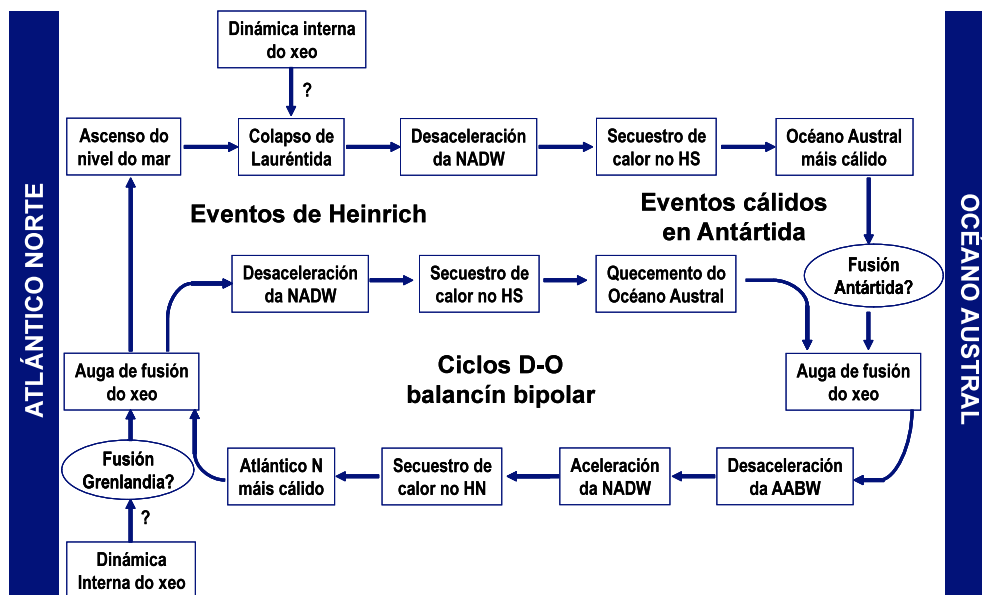 Dinámica interna
do xeo
?
Ascenso do
nivel do mar
Colapso de
Lauréntida
Desaceleración
da NADW
Secuestro de
calor no HS
Océano Austral
máis cálido
Eventos de Heinrich
Eventos cálidos
en Antártida
Desaceleración
da NADW
Secuestro de
calor no HS
Quecemento do
Océano Austral
Fusión
Antártida?
ATLÁNTICO NORTE
OCÉANO AUSTRAL
Auga de fusión
do xeo
Ciclos D-O
balancín bipolar
Auga de fusión
do xeo
Fusión
Grenlandia?
Atlántico N
máis cálido
Secuestro de
calor no HN
Aceleración
da NADW
Desaceleración
da AABW
?
Dinámica
Interna do xeo